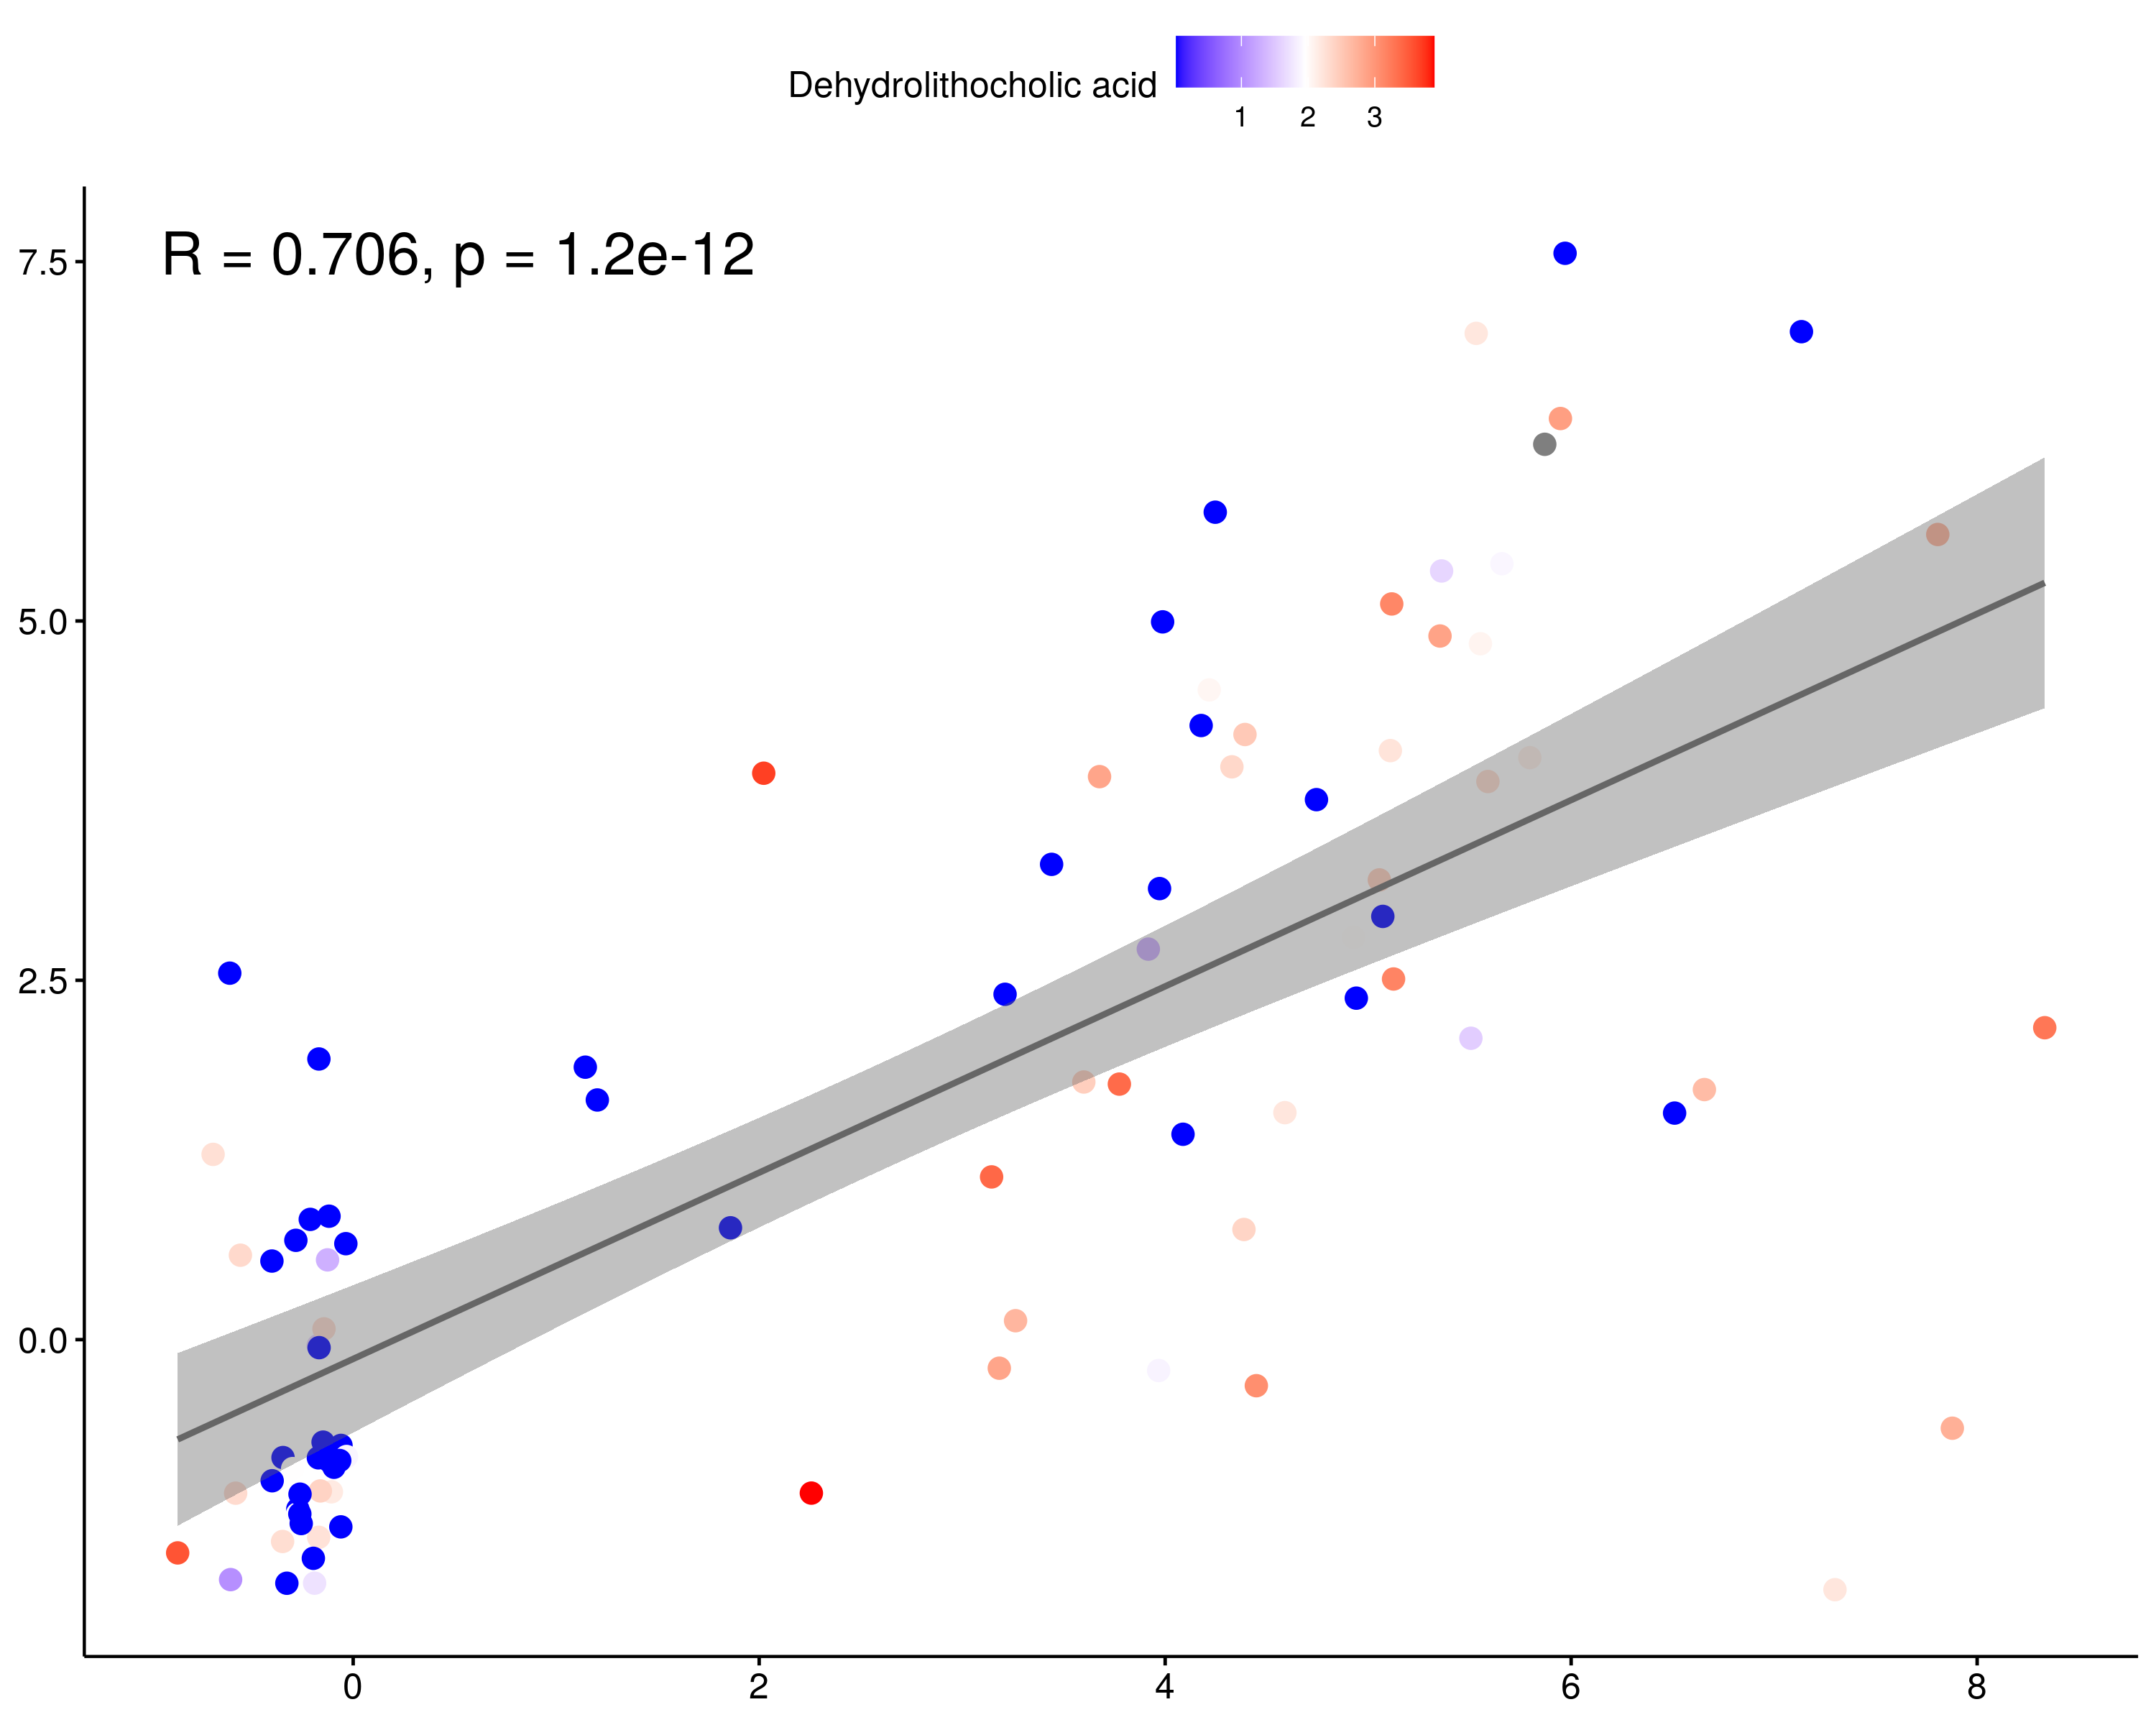 Dehydrolithocholic acid
1 2 3
R = 0.706, p = 1.2e-12
7.5
5.0
2.5
0.0
0 2 4 6 8